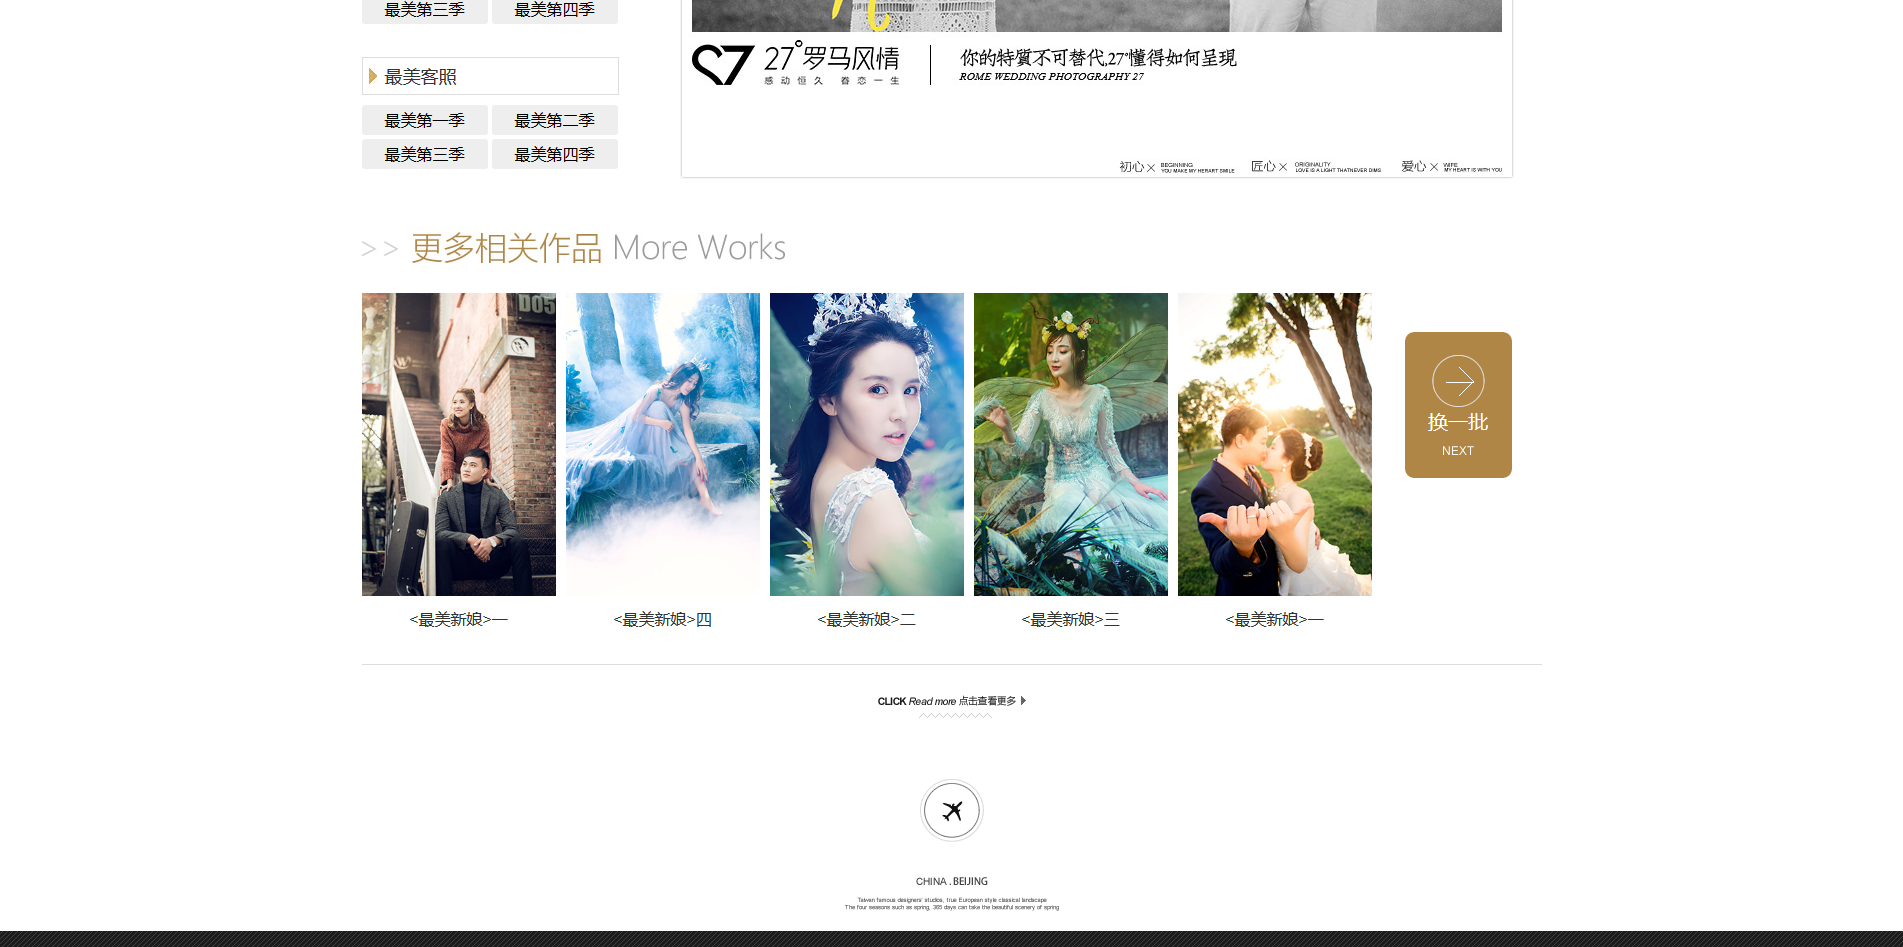 最美第三季 最美第四季
最美客照
最美第一季 最美第二季
最美第三季 最美第四季
27°罗马风情
感动恒久 眷恋一生
你的特質不可替代,27°懂得如何呈現
ROME WEDDING PHOTOGRAPHY 27
初心× BEGINNING
YOU MAKE MY HERART SMILE
匠心× ORIGINALITY
LOVE IS A LIGHT THATNEVER DIMS
爱心× WIFE
MY HEART IS WITH YOU
>> 更多相关作品 More Works
换一批
NEXT
<最美新娘>一
<最美新娘>四
<最美新娘>二
<最美新娘>三
<最美新娘>一
CLICK Read more 点击查看更多
CHINA . BEIJING
Taiwan famous designers' studios, true European style classical landscape
The four seasons such as spring, 365 days can take the beautiful scenery of spring